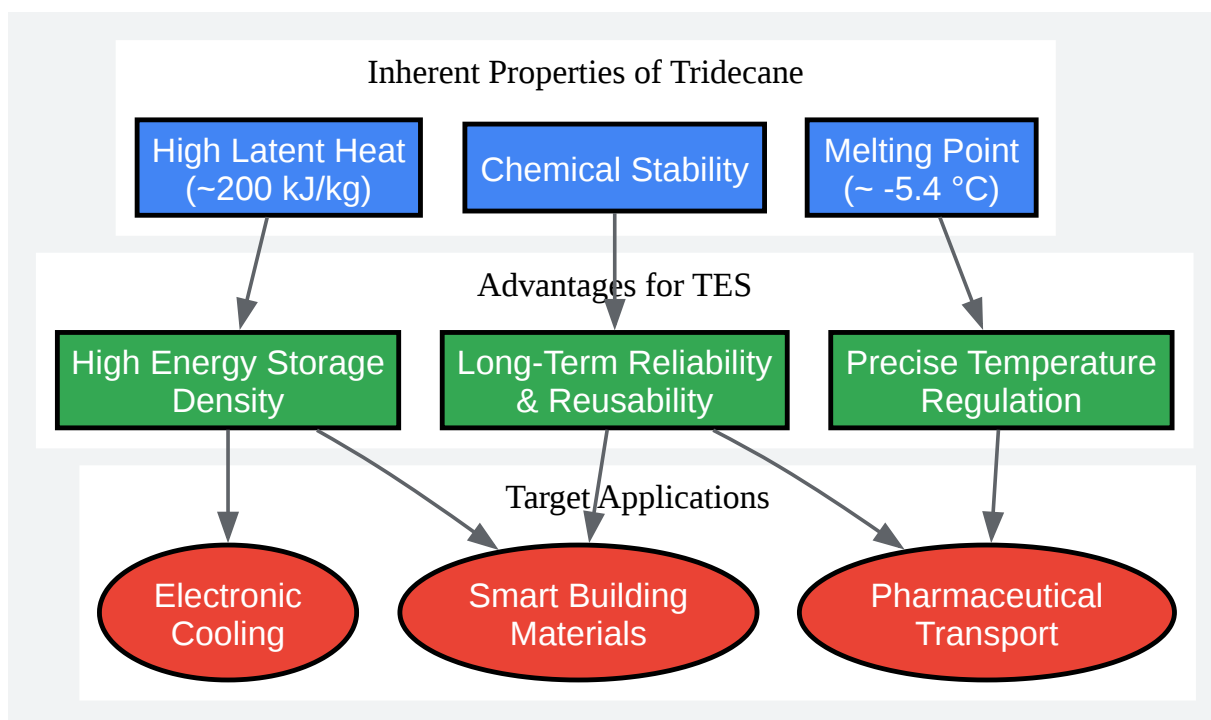 Inherent Properties of Tridecane
High Latent Heat
(~200 kJ/kg)
Chemical Stability
Melting Point
(~ -5.4 °C)
Advantages for TES
High Energy Storage
Density
Long-Term Reliability
& Reusability
Precise Temperature
Regulation
Target Applications
Electronic
Cooling
Smart Building
Materials
Pharmaceutical
Transport